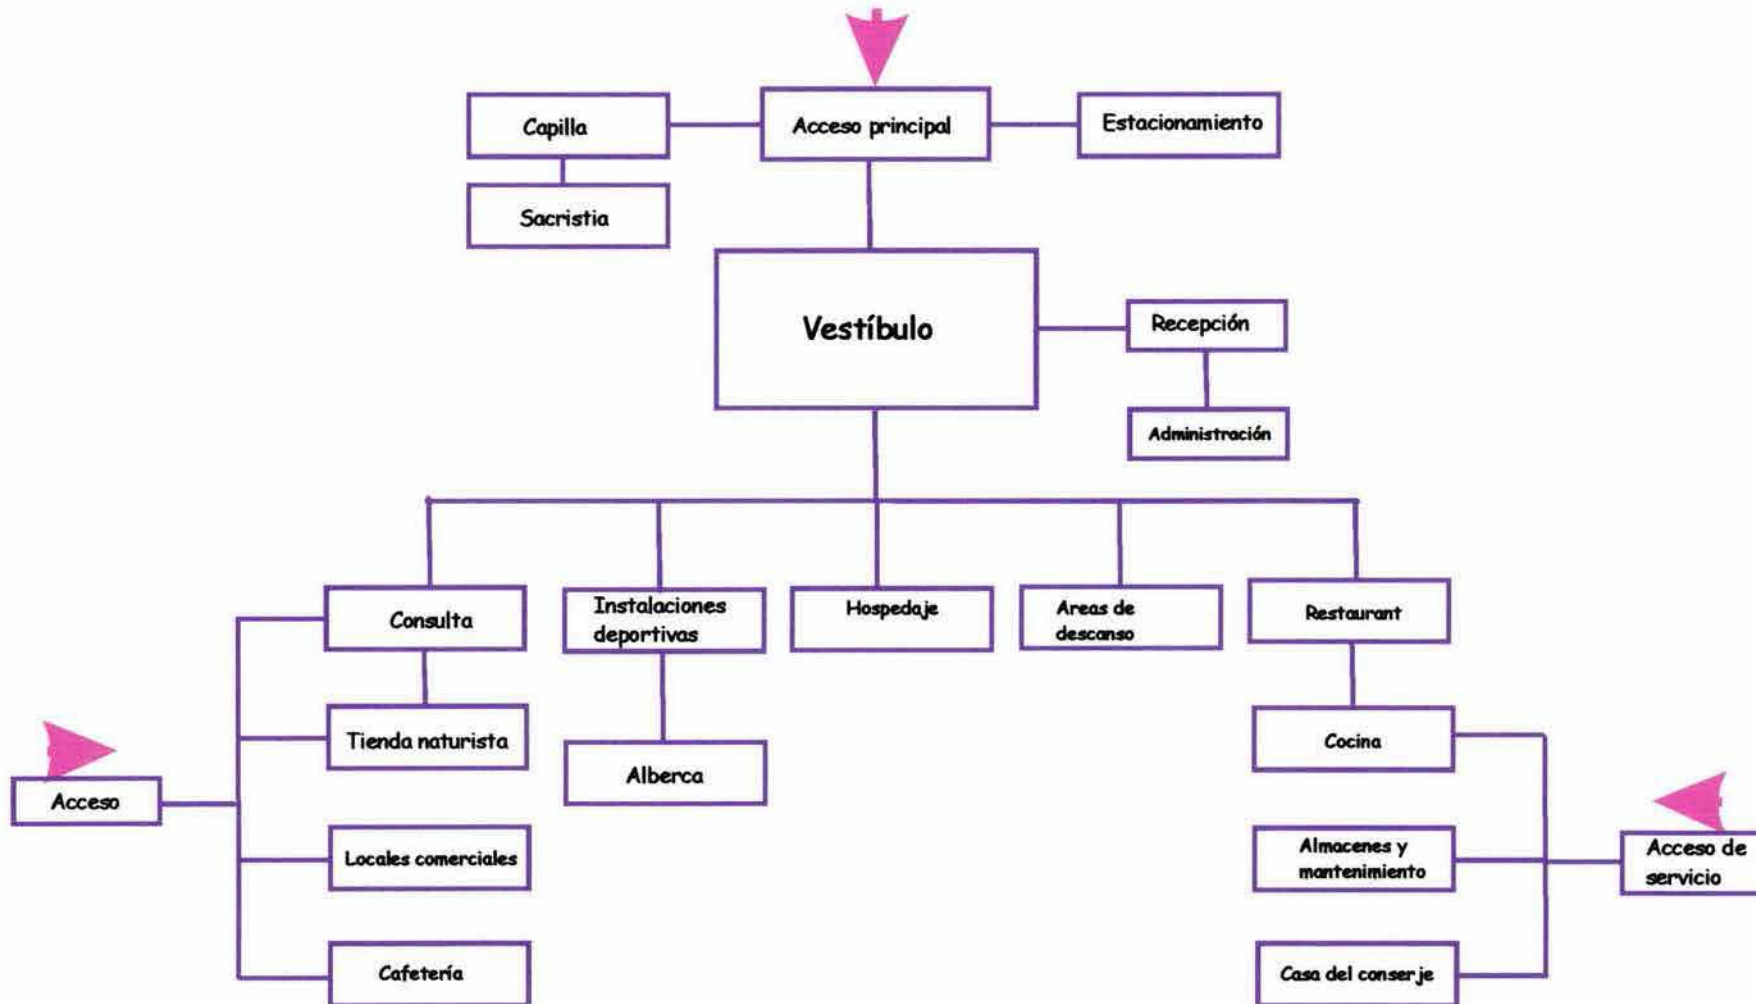 Capilla
Acceso principal
Estacionamiento
Sacristia
Vestíbulo
Recepción
Administración
Consulta
Instalaciones
deportivas
Hospedaje
Areas de
descanso
Restaurant
Tienda naturista
Alberca
Cocina
Acceso
Locales comerciales
Almacenes y
mantenimiento
Acceso de
servicio
Cafetería
Casa del conserje